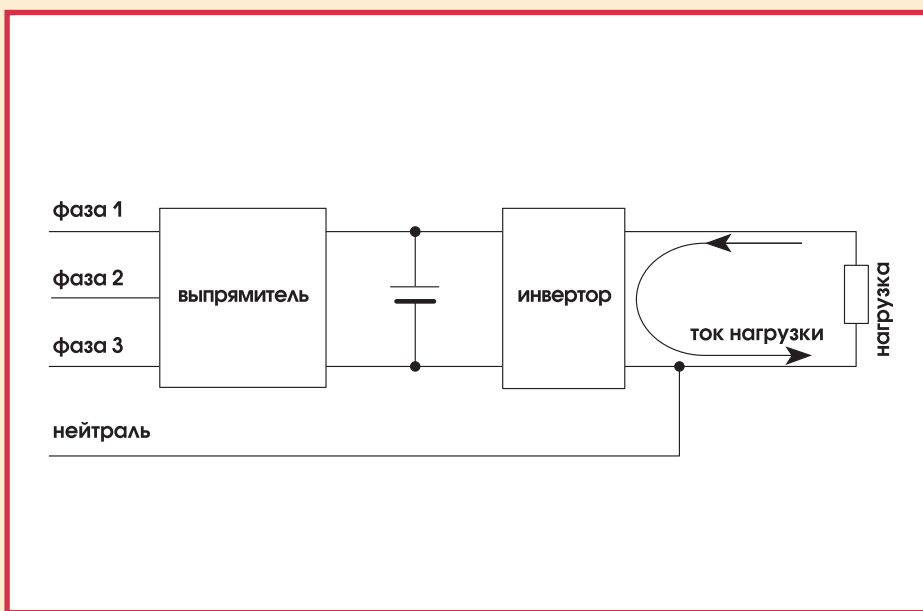 фаза 1
фаза 2
выпрямитель
инвертор
нагрузка
фаза 3
ток нагрузки
нейтраль